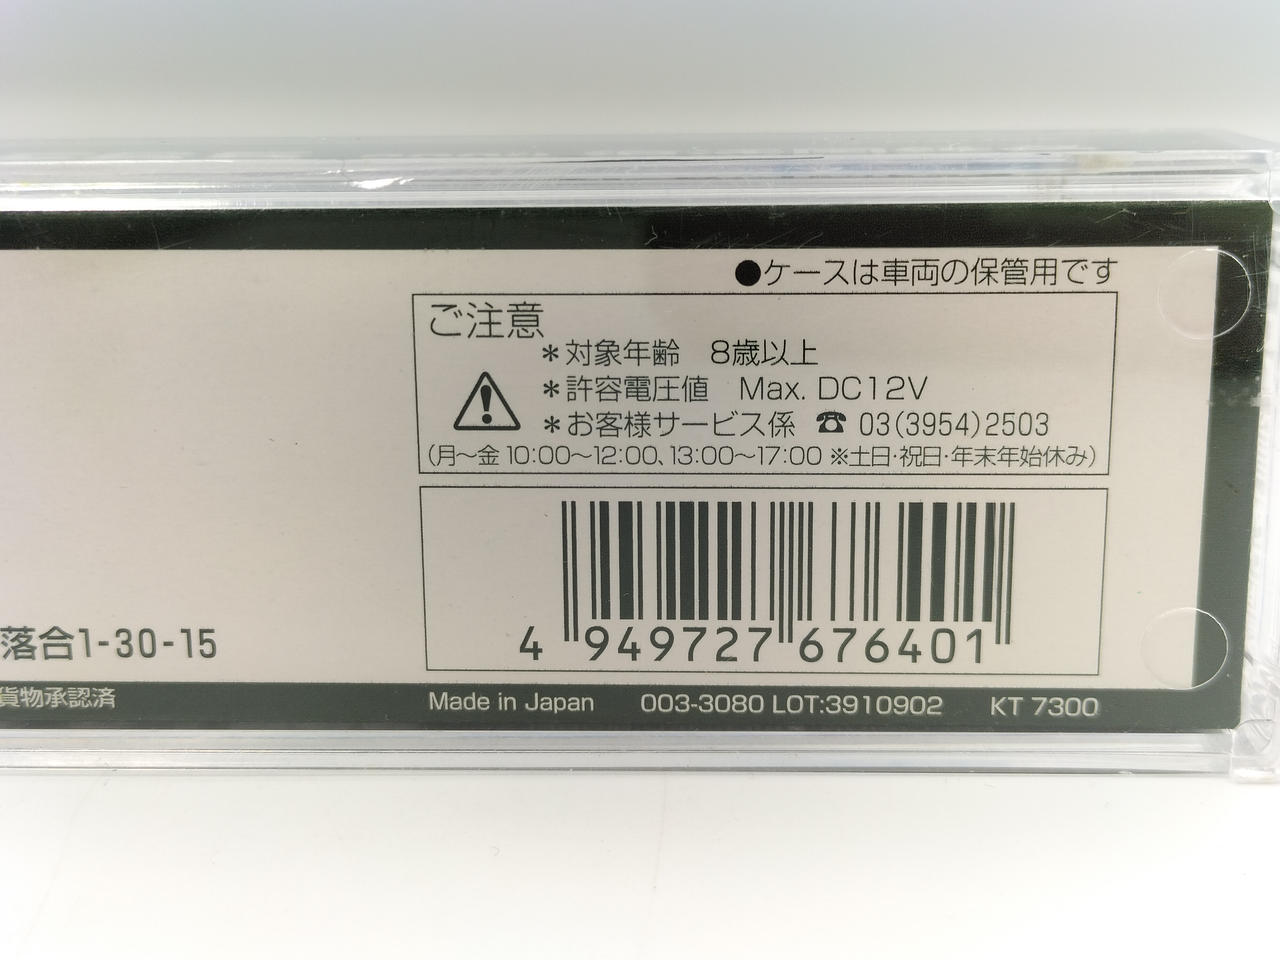 ●ケースは車両の保管用です
ご注意
＊対象年齢　8歳以上
＊許容電圧値　Max. DC12V
＊お客様サービス係　☎ 03(3954)2503
(月～金 10:00～12:00、13:00～17:00 ※土日・祝日・年末年始休み)
4 949727 676401
落合1-30-15
貨物承認済
Made in Japan　003-3080 LOT:3910902　KT 7300